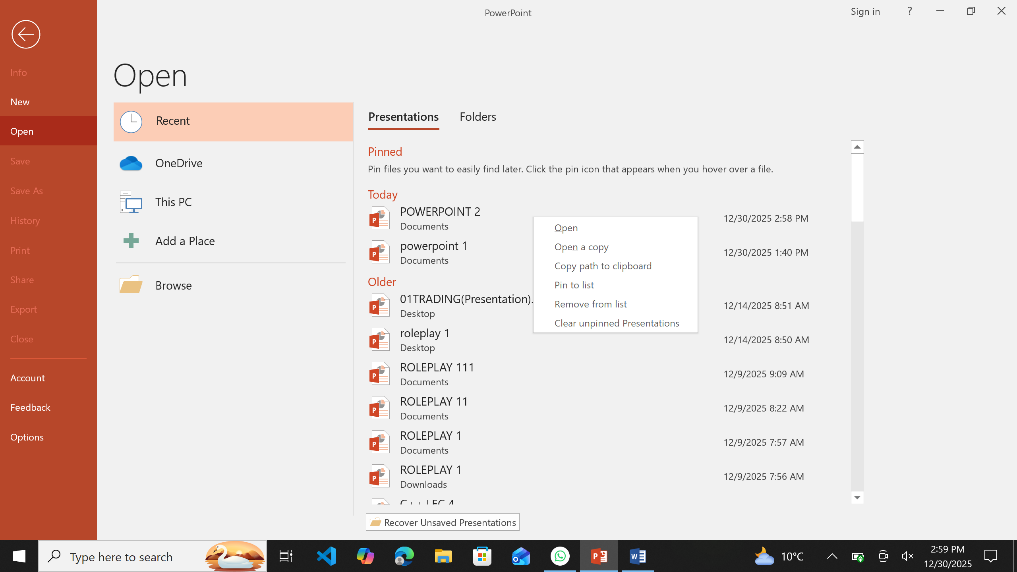 PowerPoint
Sign in
?
Info
New
Open
Save
Save As
History
Print
Share
Export
Close
Account
Feedback
Options
Open
Recent
OneDrive
This PC
Add a Place
Browse
Presentations Folders
Pinned
Pin files you want to easily find later. Click the pin icon that appears when you hover over a file.
Today
POWERPOINT 2
Documents
12/30/2025 2:58 PM
powerpoint 1
Documents
12/30/2025 1:40 PM
Older
01TRADING(Presentation).
Desktop
12/14/2025 8:51 AM
roleplay 1
Desktop
12/14/2025 8:50 AM
ROLEPLAY 111
Documents
12/9/2025 9:09 AM
ROLEPLAY 11
Documents
12/9/2025 8:22 AM
ROLEPLAY 1
Documents
12/9/2025 7:57 AM
ROLEPLAY 1
Downloads
12/9/2025 7:56 AM
Open
Open a copy
Copy path to clipboard
Pin to list
Remove from list
Clear unpinned Presentations
Recover Unsaved Presentations
Type here to search
10°C
2:59 PM
12/30/2025